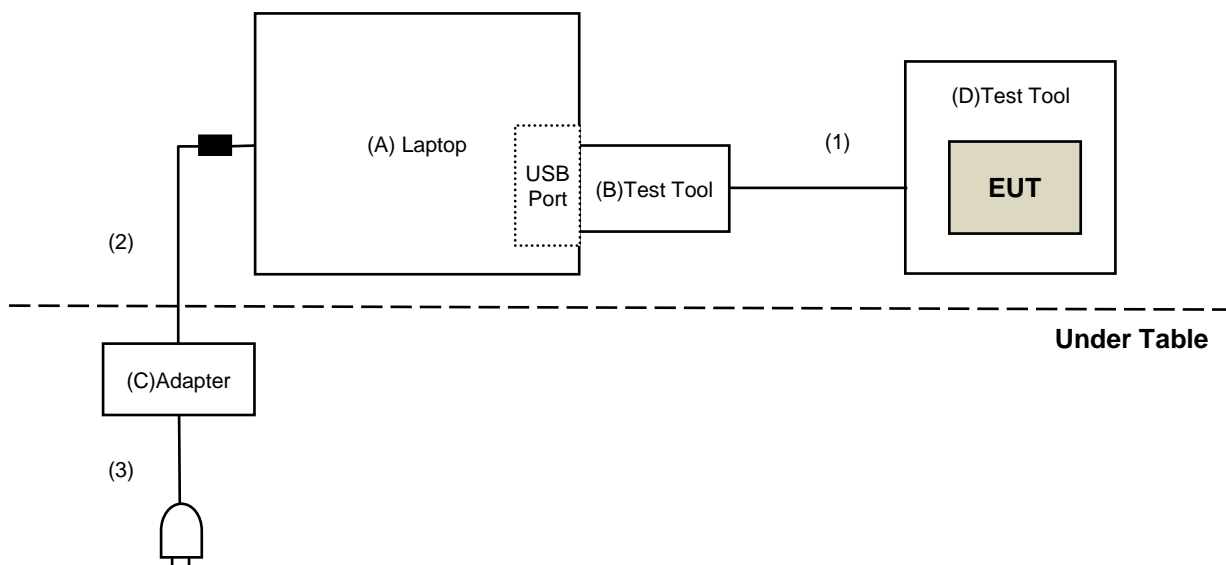 (D)Test Tool
(1)
(A) Laptop
USB
Port
(B)Test Tool
EUT
(2)
Under Table
(C)Adapter
(3)